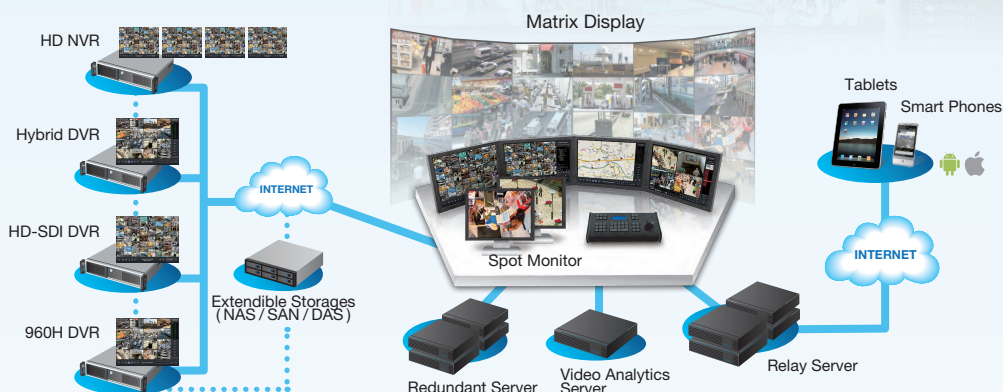 Matrix Display
HD NVR
Tablets
Smart Phones
Hybrid DVR
INTERNET
HD-SDI DVR
INTERNET
Spot Monitor
Extendible Storages
( NAS / SAN / DAS )
960H DVR
Relay Server
Video Analytics
Server
Redundant Server